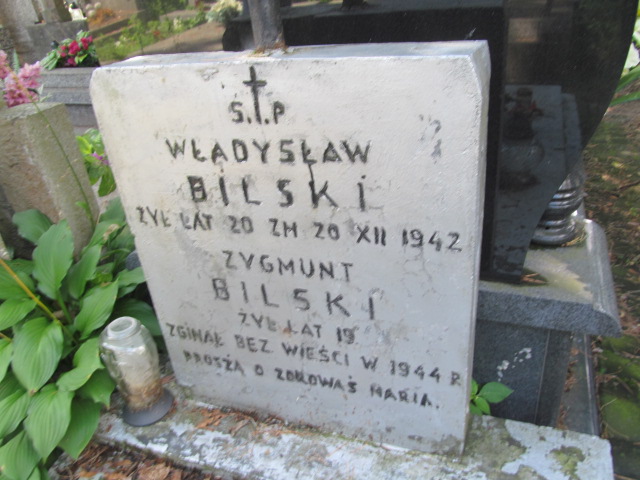 S.I.P
WŁADYSŁAW
BILSKI
ŻYŁ LAT 20 ZM 20 XII 1942
ZYGMUNT
BILSKI
ŻYŁ LAT 19
ZGINĄŁ BEZ WIEŚCI W 1944 R
PROSZĄ O ZDROWAŚ MARIA.